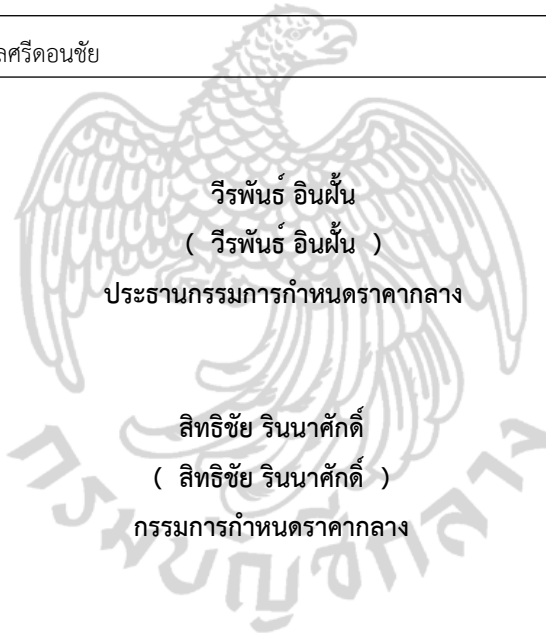 ลศรีดอนชัย
วีรพันธ์ อินฝั้น
( วีรพันธ์ อินฝั้น )
ประธานกรรมการกำหนดราคากลาง
สิทธิชัย รินนาศักดิ์
( สิทธิชัย รินนาศักดิ์ )
กรรมการกำหนดราคากลาง
กรมบัญชีกลาง